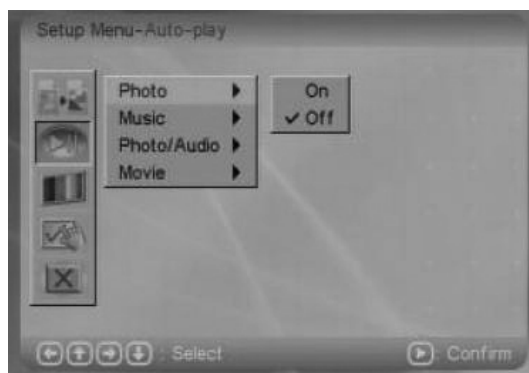 Setup Menu-Auto-play
Photo
On
Music
✓ Off
Photo/Audio
Movie
: Select
: Confirm